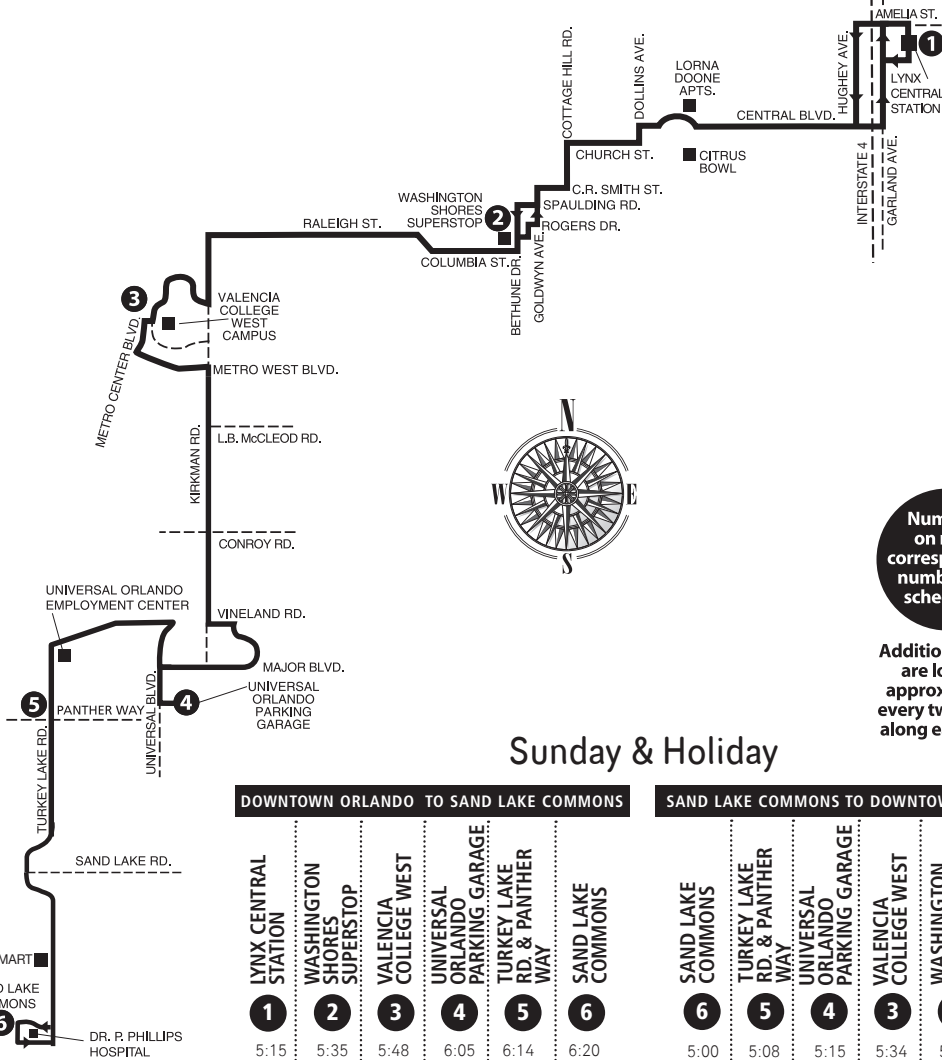 AMELIA ST.
1
LYNX
CENTRAL
STATION
HUGHEY AVE.
INTERSTATE 4
GARLAND AVE.
CENTRAL BLVD.
LORNA
DOONE
APTS.
CITRUS
BOWL
DOLLINS AVE.
COTTAGE HILL RD.
CHURCH ST.
C.R. SMITH ST.
SPAULDING RD.
ROGERS DR.
WASHINGTON
SHORES
SUPERSTOP
2
RALEIGH ST.
COLUMBIA ST.
BETHUNE DR.
GOLDWYN AVE.
3
VALENCIA
COLLEGE
WEST
CAMPUS
METRO CENTER BLVD.
METRO WEST BLVD.
L.B. McCLEOD RD.
KIRKMAN RD.
CONROY RD.
N
W
E
S
UNIVERSAL ORLANDO
EMPLOYMENT CENTER
VINELAND RD.
MAJOR BLVD.
UNIVERSAL
ORLANDO
PARKING
GARAGE
4
5
PANTHER WAY
UNIVERSAL BLVD.
TURKEY LAKE RD.
SAND LAKE RD.
MART
LAKE
6
DR. P. PHILLIPS
HOSPITAL
on
are
every
along
Sunday & Holiday
DOWNTOWN ORLANDO TO SAND LAKE COMMONS
LYNX CENTRAL
STATION
WASHINGTON
SHORES
SUPERSTOP
VALENCIA
COLLEGE WEST
UNIVERSAL
ORLANDO
PARKING GARAGE
TURKEY LAKE
RD. & PANTHER
WAY
SAND LAKE
COMMONS
1 2 3 4 5 6
5:15 5:35 5:48 6:05 6:14 6:20
SAND LAKE COMMONS TO
SAND LAKE
COMMONS
TURKEY LAKE
RD. & PANTHER
WAY
UNIVERSAL
ORLANDO
PARKING GARAGE
VALENCIA
COLLEGE WEST
WASHINGTON
6 5 4 3
5:00 5:08 5:15 5:34